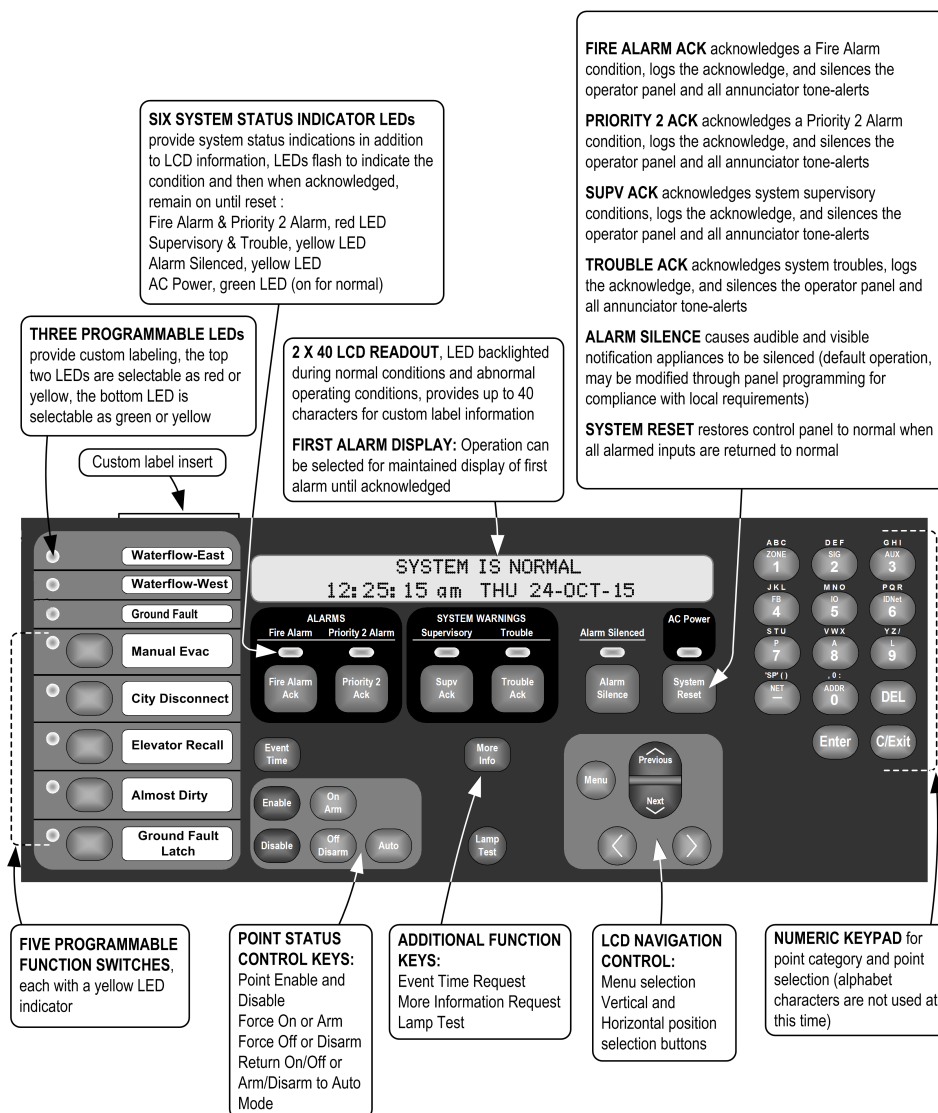 FIRE ALARM ACK acknowledges a Fire Alarm
condition, logs the acknowledge, and silences the
operator panel and all annunciator tone-alerts
PRIORITY 2 ACK acknowledges a Priority 2 Alarm
condition, logs the acknowledge, and silences the
operator panel and all annunciator tone-alerts
SUPV ACK acknowledges system supervisory
conditions, logs the acknowledge, and silences the
operator panel and all annunciator tone-alerts
TROUBLE ACK acknowledges system troubles, logs
the acknowledge, and silences the operator panel and
all annunciator tone-alerts
ALARM SILENCE causes audible and visible
notification appliances to be silenced (default operation,
may be modified through panel programming for
compliance with local requirements)
SYSTEM RESET restores control panel to normal when
all alarmed inputs are returned to normal
SIX SYSTEM STATUS INDICATOR LEDs
provide system status indications in addition
to LCD information, LEDs flash to indicate the
condition and then when acknowledged,
remain on until reset :
Fire Alarm & Priority 2 Alarm, red LED
Supervisory & Trouble, yellow LED
Alarm Silenced, yellow LED
AC Power, green LED (on for normal)
THREE PROGRAMMABLE LEDs
provide custom labeling, the top
two LEDs are selectable as red or
yellow, the bottom LED is
selectable as green or yellow
2 X 40 LCD READOUT, LED backlighted
during normal conditions and abnormal
operating conditions, provides up to 40
characters for custom label information
FIRST ALARM DISPLAY: Operation can
be selected for maintained display of first
alarm until acknowledged
Custom label insert
Waterflow-East
Waterflow-West
Ground Fault
Manual Evac
City Disconnect
Elevator Recall
Almost Dirty
Ground Fault
Latch
SYSTEM IS NORMAL
12:25:15 am THU 24-OCT-15
ALARMS
Fire Alarm Priority 2 Alarm
SYSTEM WARNINGS
Supervisory Trouble
Alarm Silenced
AC Power
Fire Alarm
Ack
Priority 2
Ack
Supv
Ack
Trouble
Ack
Alarm
Silence
System
Reset
Event
Time
More
Info
Enable
On
Arm
Disable
Off
Disarm
Auto
Lamp
Test
Menu
Previous
Next
A B C D E F G H I
ZONE SIG AUX
1 2 3
J K L M N O P Q R
FB IO IDNet
4 5 6
S T U V W X Y Z /
P A L
7 8 9
'SP' ( ) , 0 :
NET ADDR
– 0 DEL
Enter C/Exit
FIVE PROGRAMMABLE
FUNCTION SWITCHES,
each with a yellow LED
indicator
POINT STATUS
CONTROL KEYS:
Point Enable and
Disable
Force On or Arm
Force Off or Disarm
Return On/Off or
Arm/Disarm to Auto
Mode
ADDITIONAL FUNCTION
KEYS:
Event Time Request
More Information Request
Lamp Test
LCD NAVIGATION
CONTROL:
Menu selection
Vertical and
Horizontal position
selection buttons
NUMERIC KEYPAD for
point category and point
selection (alphabet
characters are not used at
this time)